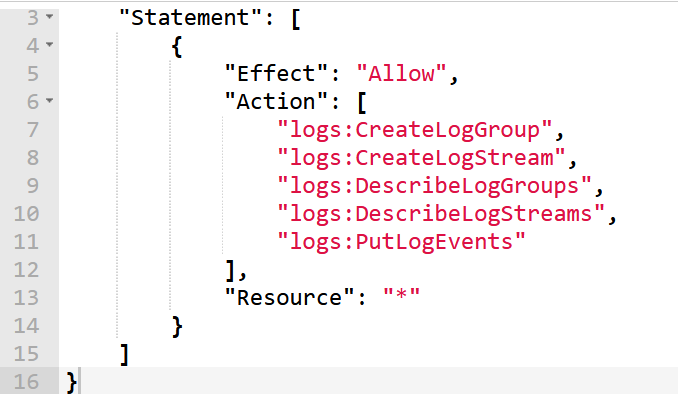 3 "Statement": [
4 {
5 "Effect": "Allow",
6 "Action": [
7 "logs:CreateLogGroup",
8 "logs:CreateLogStream",
9 "logs:DescribeLogGroups",
10 "logs:DescribeLogStreams",
11 "logs:PutLogEvents"
12 ],
13 "Resource": "*"
14 }
15 ]
16 }